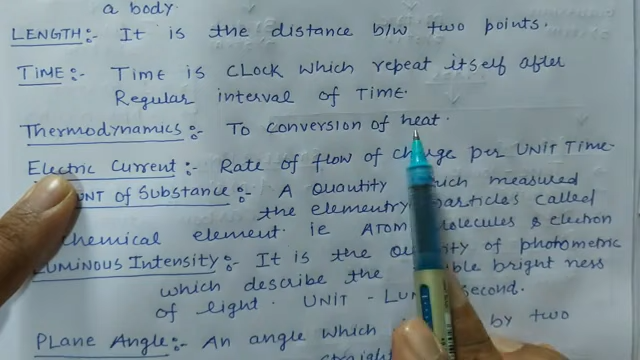 a body.
LENGTH:- It is the distance b/w two points.
TIME:- TIME is CLOCK which repeat itself after
Regular interval of TIME.
Thermodynamics:- To conversion of heat.
Electric Current:- Rate of flow of charge per UNIT Time
of Substance:- A Quantity which measured
the elementry particles called
chemical element. ie ATOM & electron
Luminous Intensity:- It is the of photometric
which describe the bright ness
of light. UNIT - second.
PLANE Angle:- An angle which by two